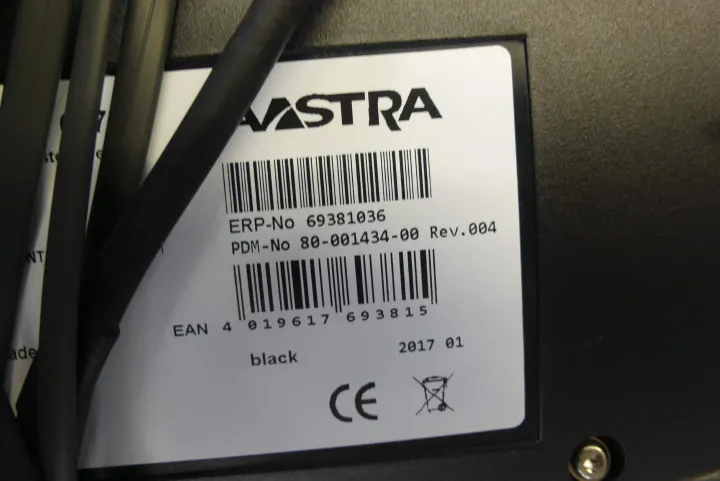 AASTRA
ERP-No 69381036
PDM-No 80-001434-00 Rev.004
EAN 4 019617 693815
black
2017 01
CE